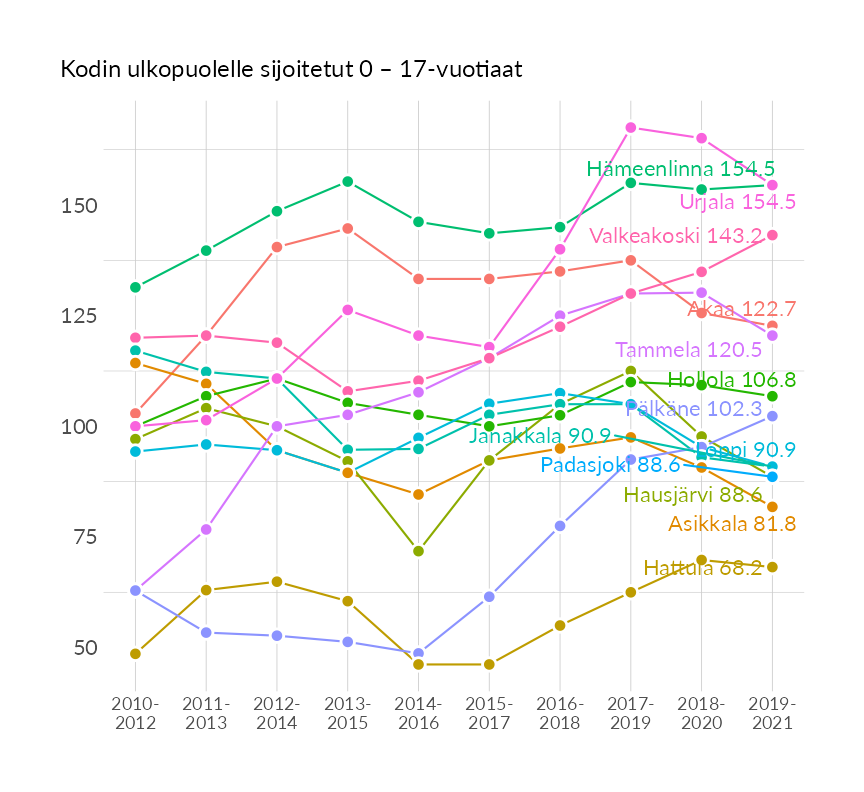 Kodin ulkopuolelle sijoitetut 0 – 17-vuotiaat
Hämeenlinna 154.5
Urjala 154.5
150
Valkeakoski 143.2
Akaa 122.7
125
Tammela 120.5
Hollola 106.8
Pälkäne 102.3
100
Janakkala 90.9
Loppi 90.9
Padasjoki 88.6
Hausjärvi 88.6
Asikkala 81.8
75
Hattula 68.2
50
2010- 2011- 2012- 2013- 2014- 2015- 2016- 2017- 2018- 2019-
2012 2013 2014 2015 2016 2017 2018 2019 2020 2021